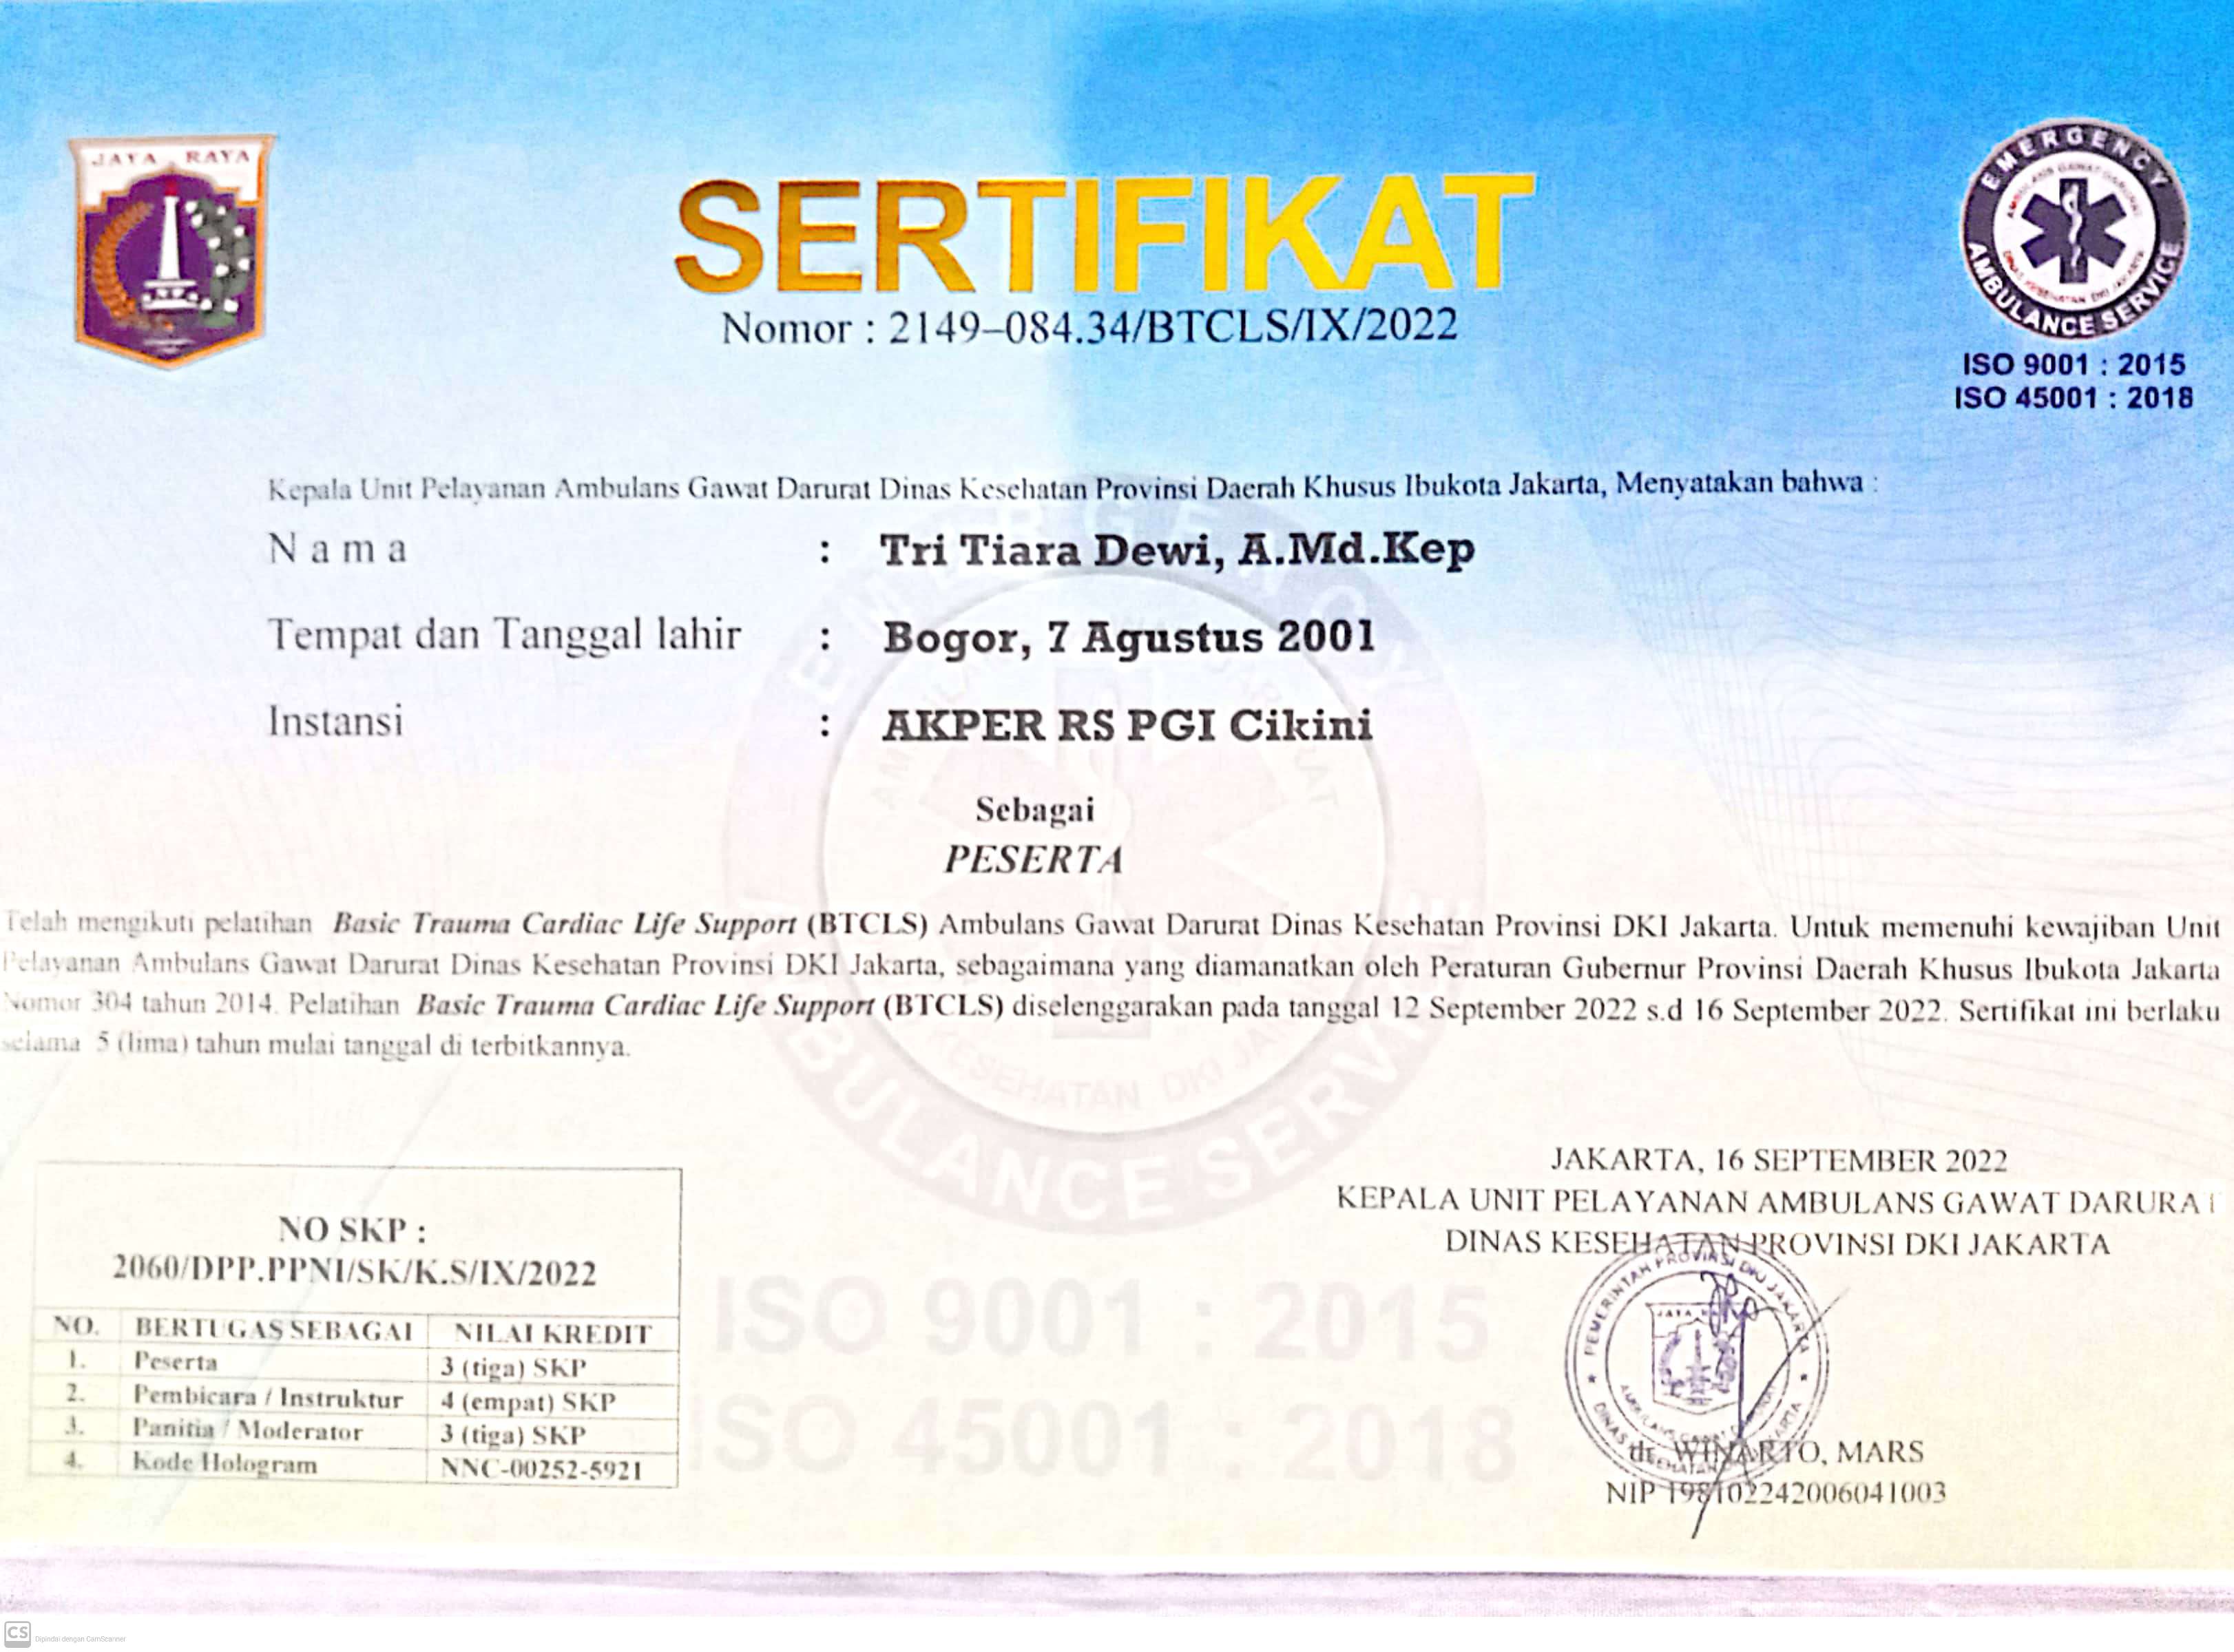 JAYA RAYA
EMERGENCY
AMBULANCE SERVICE
SERTIFIKAT
Nomor : 2149–084.34/BTCLS/IX/2022
ISO 9001 : 2015
ISO 45001 : 2018
Kepala Unit Pelayanan Ambulans Gawat Darurat Dinas Kesehatan Provinsi Daerah Khusus Ibukota Jakarta, Menyatakan bahwa :
Nama : Tri Tiara Dewi, A.Md.Kep
Tempat dan Tanggal lahir : Bogor, 7 Agustus 2001
Instansi : AKPER RS PGI Cikini
Sebagai
PESERTA
Telah mengikuti pelatihan Basic Trauma Cardiac Life Support (BTCLS) Ambulans Gawat Darurat Dinas Kesehatan Provinsi DKI Jakarta. Untuk memenuhi kewajiban Unit
Pelayanan Ambulans Gawat Darurat Dinas Kesehatan Provinsi DKI Jakarta, sebagaimana yang diamanatkan oleh Peraturan Gubernur Provinsi Daerah Khusus Ibukota Jakarta
Nomor 304 tahun 2014. Pelatihan Basic Trauma Cardiac Life Support (BTCLS) diselenggarakan pada tanggal 12 September 2022 s.d 16 September 2022. Sertifikat ini berlaku
selama 5 (lima) tahun mulai tanggal di terbitkannya.
NO SKP :
2060/DPP.PPNI/SK/K.S/IX/2022
NO. BERTUGAS SEBAGAI NILAI KREDIT
1. Peserta 3 (tiga) SKP
2. Pembicara / Instruktur 4 (empat) SKP
3. Panitia / Moderator 3 (tiga) SKP
4. Kode Hologram NNC-00252-5921
JAKARTA, 16 SEPTEMBER 2022
KEPALA UNIT PELAYANAN AMBULANS GAWAT DARURAT
DINAS KESEHATAN PROVINSI DKI JAKARTA
PEMERINTAH PROVINSI DKI JAKARTA
dr. WINARTO, MARS
NIP 198102242006041003
ISO 9001 : 2015
ISO 45001 : 2018
CS Dipindai dengan CamScanner